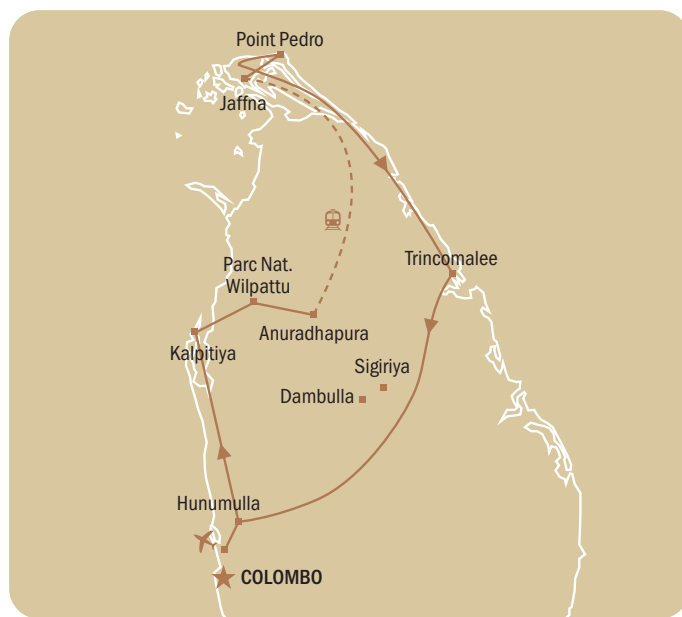 Point Pedro
Jaffna
Trincomalee
Parc Nat.
Wilpattu
Anuradhapura
Kalpitiya
Sigiriya
Dambulla
Hunumulla
COLOMBO